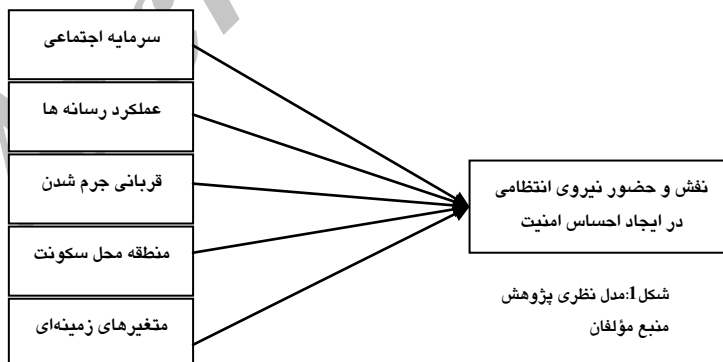 سرمایه اجتماعی
عملکرد رسانه ها
قربانی جرم شدن
منطقه محل سکونت
متغیرهای زمینه‌ای
نفش و حضور نیروی انتظامی
در ایجاد احساس امنیت
شکل1:مدل نظری پژوهش
منبع مؤلفان